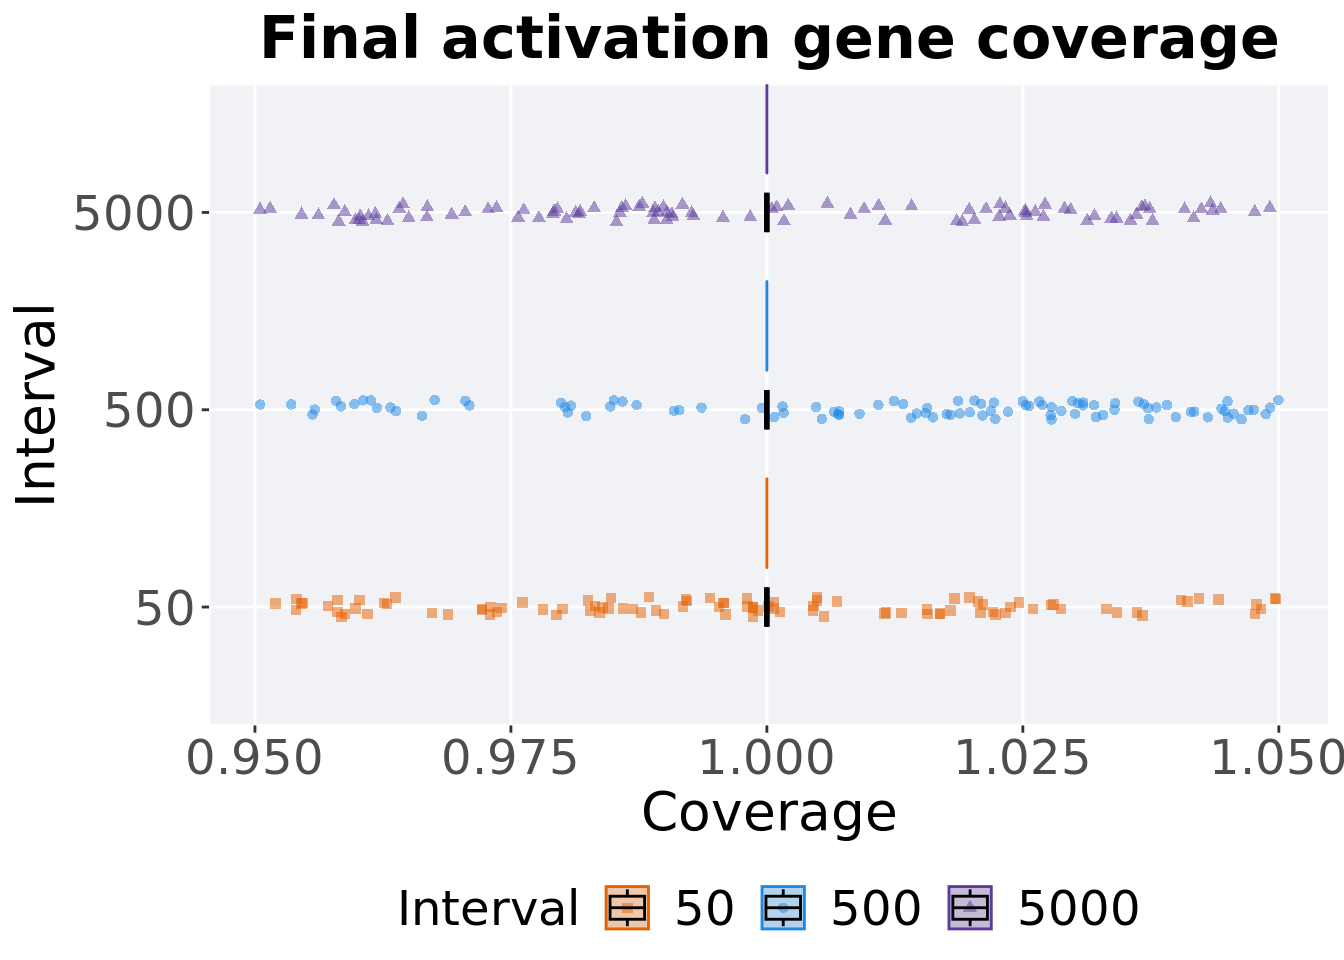 Final activation gene coverage
Interval
5000
500
50
0.950 0.975 1.000 1.025 1.050
Coverage
Interval 50 500 5000